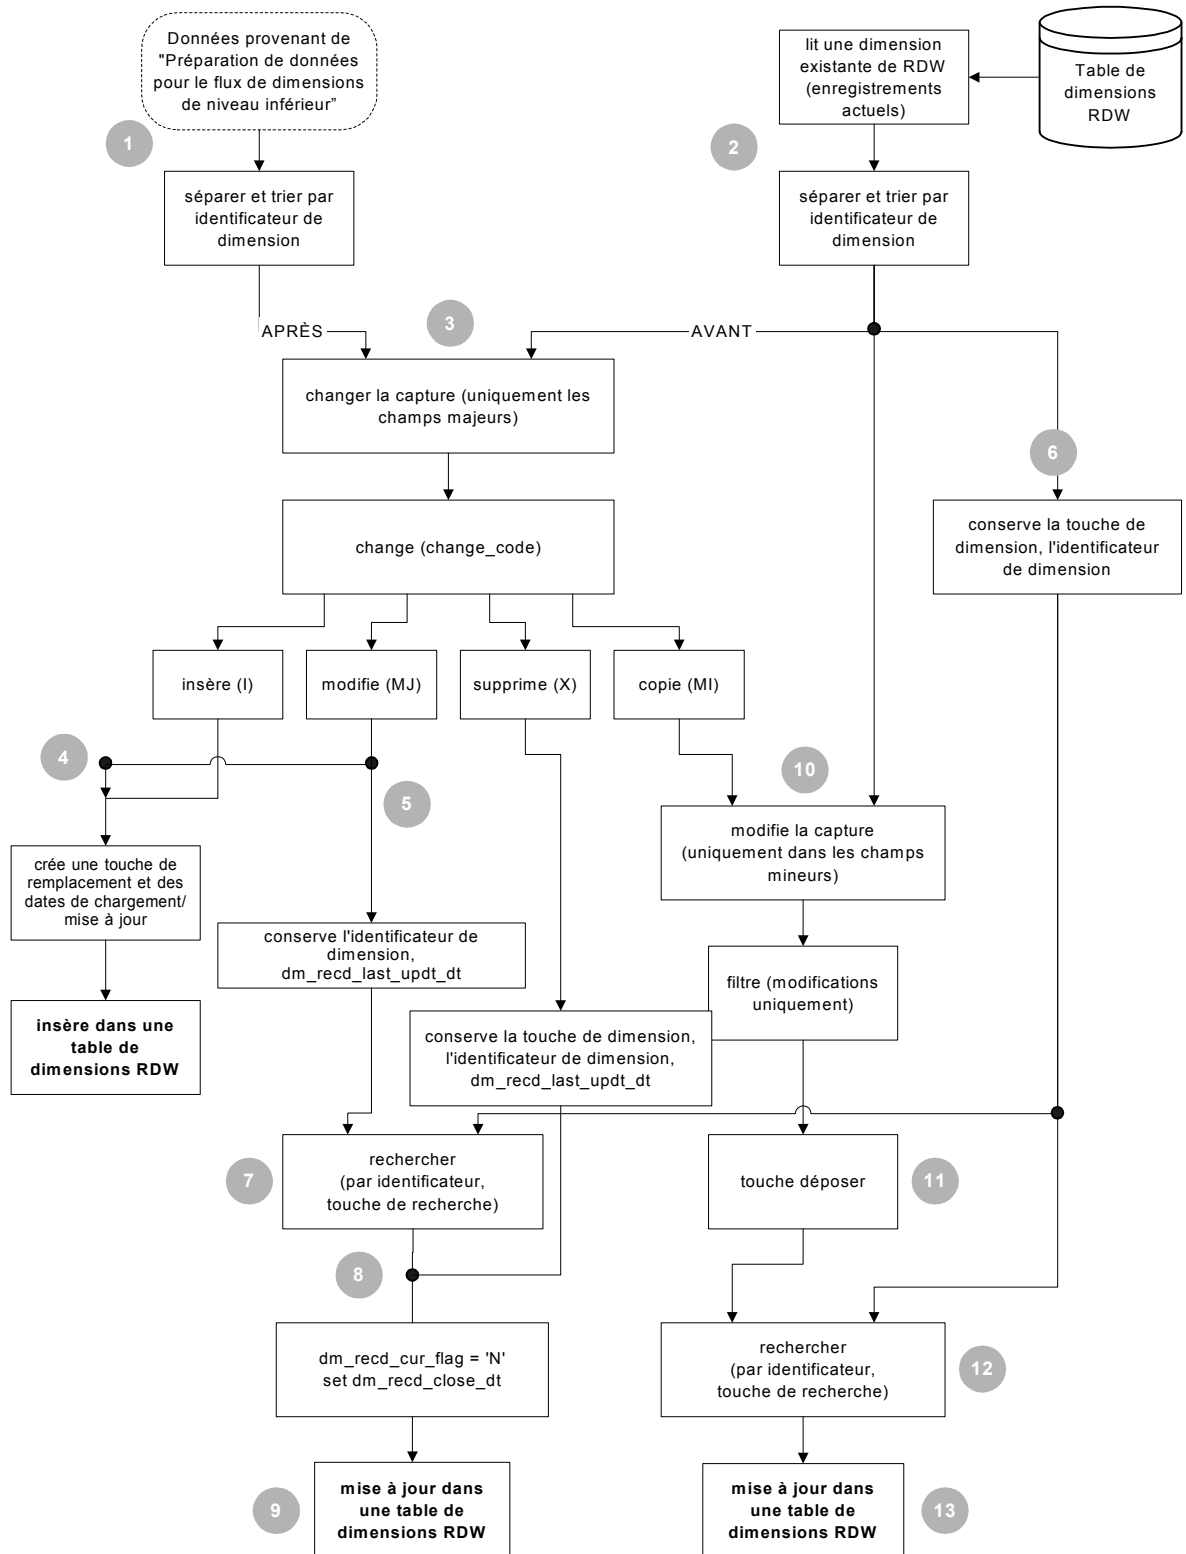 Données provenant de
"Préparation de données
pour le flux de dimensions
de niveau inférieur”
lit une dimension
existante de RDW
(enregistrements
actuels)
Table de
dimensions
RDW
1
2
séparer et trier par
identificateur de
dimension
séparer et trier par
identificateur de
dimension
APRÈS
3
AVANT
changer la capture (uniquement les
champs majeurs)
6
change (change_code)
conserve la touche de
dimension, l'identificateur
de dimension
insère (I)
modifie (MJ)
supprime (X)
copie (MI)
4
5
10
modifie la capture
(uniquement dans les champs
mineurs)
crée une touche de
remplacement et des
dates de chargement/
mise à jour
conserve l'identificateur de
dimension,
dm_recd_last_updt_dt
filtre (modifications
uniquement)
insère dans une
table de
dimensions RDW
conserve la touche de dimension,
l'identificateur de dimension,
dm_recd_last_updt_dt
7
rechercher
(par identificateur,
touche de recherche)
touche déposer
11
8
dm_recd_cur_flag = 'N'
set dm_recd_close_dt
rechercher
(par identificateur,
touche de recherche)
12
9
mise à jour dans
une table de
dimensions RDW
mise à jour dans
une table de
dimensions RDW
13